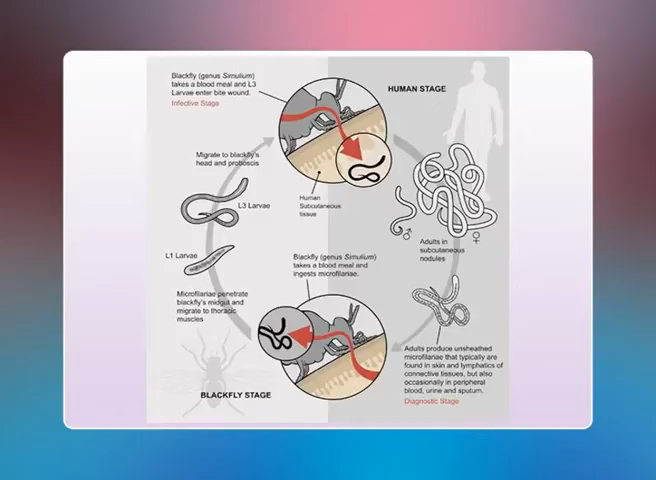 Blackfly (genus Simulium)
takes a blood meal and L3
Larvae enter bite wound.
Infective Stage
HUMAN STAGE
Migrate to blackfly's
head and proboscis
L3 Larvae
Human
Subcutaneous
tissue
♂
♀
Adults in
subcutaneous
nodules
L1 Larvae
Blackfly (genus Simulium)
takes a blood meal and
ingests microfilariae.
Microfilariae penetrate
blackfly's midgut and
migrate to thoracic
muscles
Adults produce unsheathed
microfilariae that typically are
found in skin and lymphatics of
connective tissues, but also
occasionally in peripheral
blood, urine and sputum.
Diagnostic Stage
BLACKFLY STAGE